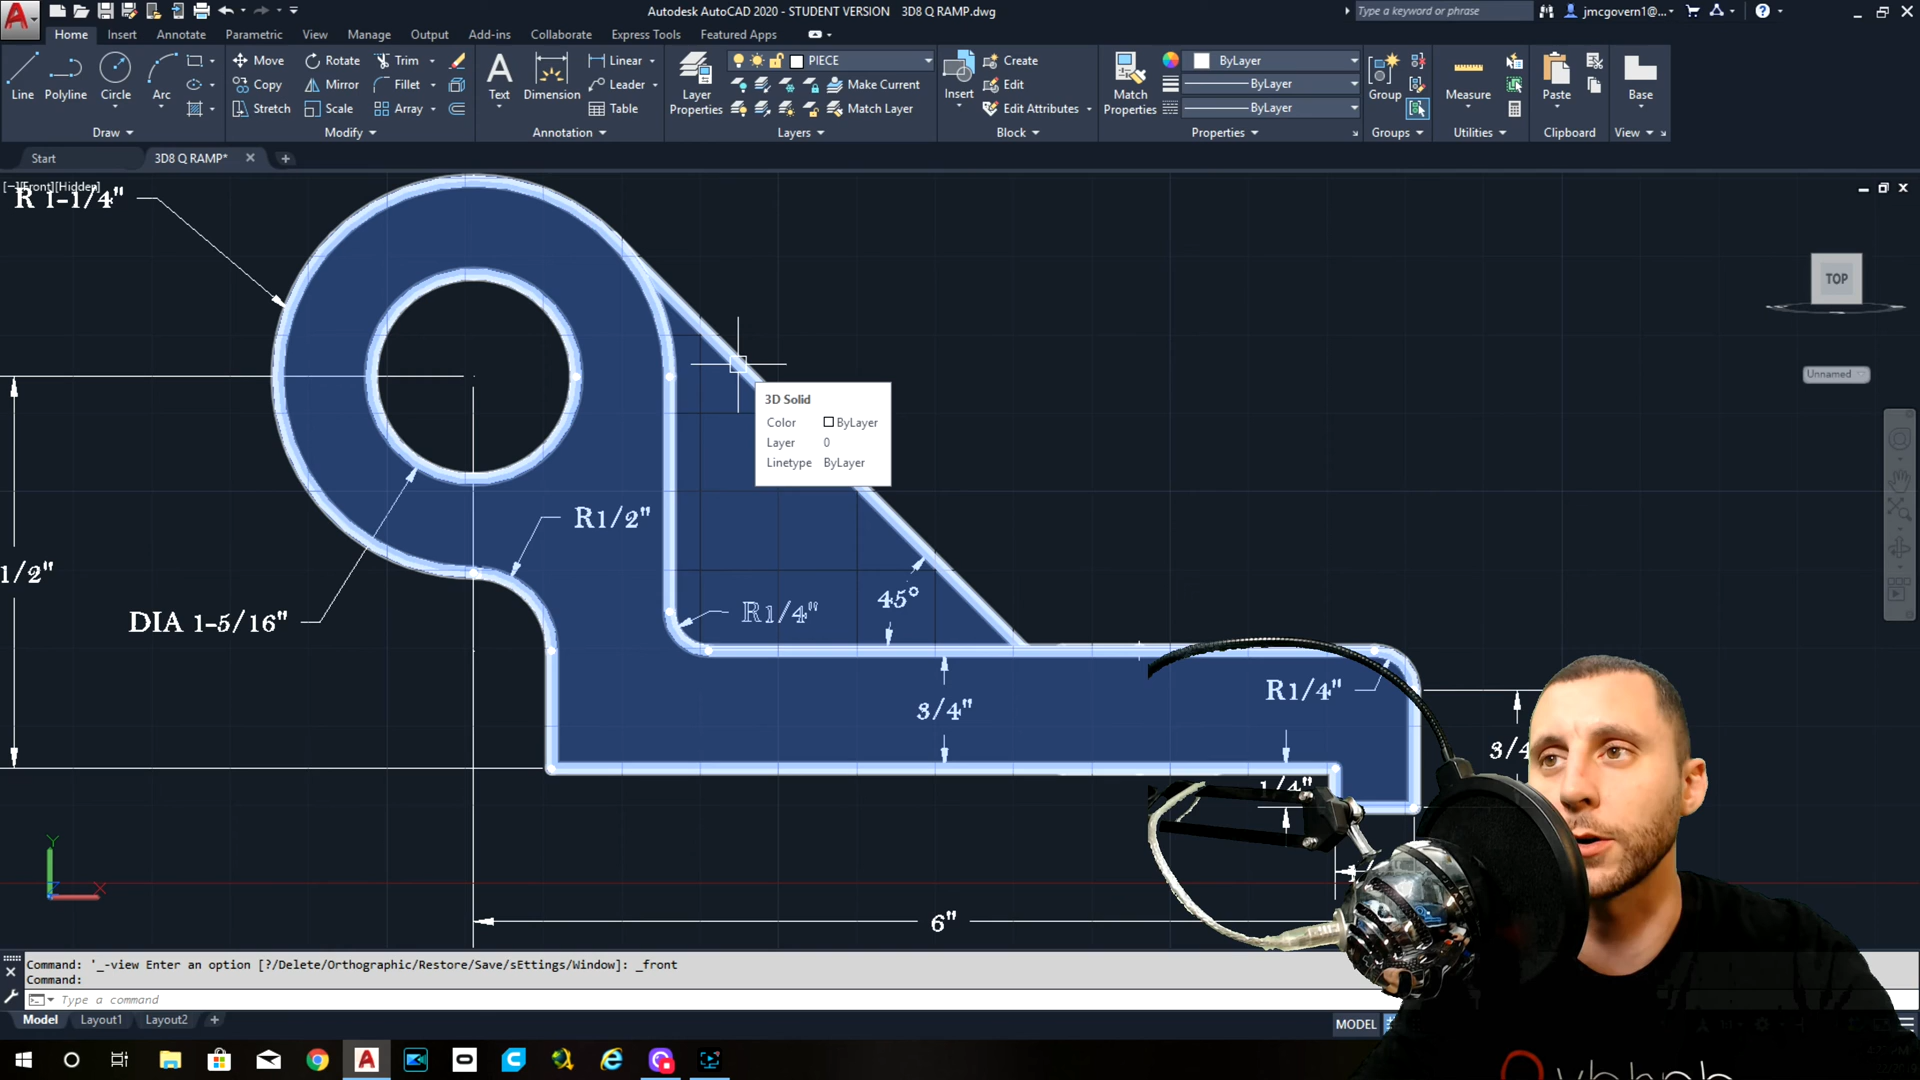 Autodesk AutoCAD 2020 - STUDENT VERSION 3D8 Q RAMP.dwg
Type a keyword or phrase
jmcgovern1@...
Home Insert Annotate Parametric View Manage Output Add-ins Collaborate Express Tools Featured Apps
Line Polyline Circle Arc
Move Rotate Trim
Copy Mirror Fillet
Stretch Scale Array
Text Dimension
Linear
Leader
Table
Layer Properties
PIECE
Make Current
Match Layer
Insert
Create
Edit
Edit Attributes
Match Properties
ByLayer
ByLayer
ByLayer
Group
Measure
Paste
Base
Draw Modify Annotation Layers Block Properties Groups Utilities Clipboard View
Start 3D8 Q RAMP*
[−][Front][Hidden]
R 1-1/4"
TOP
Unnamed
3D Solid
Color ByLayer
Layer 0
Linetype ByLayer
R1/2"
1/2"
DIA 1-5/16"
R1/4"
45°
3/4"
R1/4"
3/4
1/4"
Y
X
6"
Command: '_-view Enter an option [?/Delete/Orthographic/Restore/Save/sEttings/Window]: _front
Command:
Type a command
Model Layout1 Layout2
MODEL